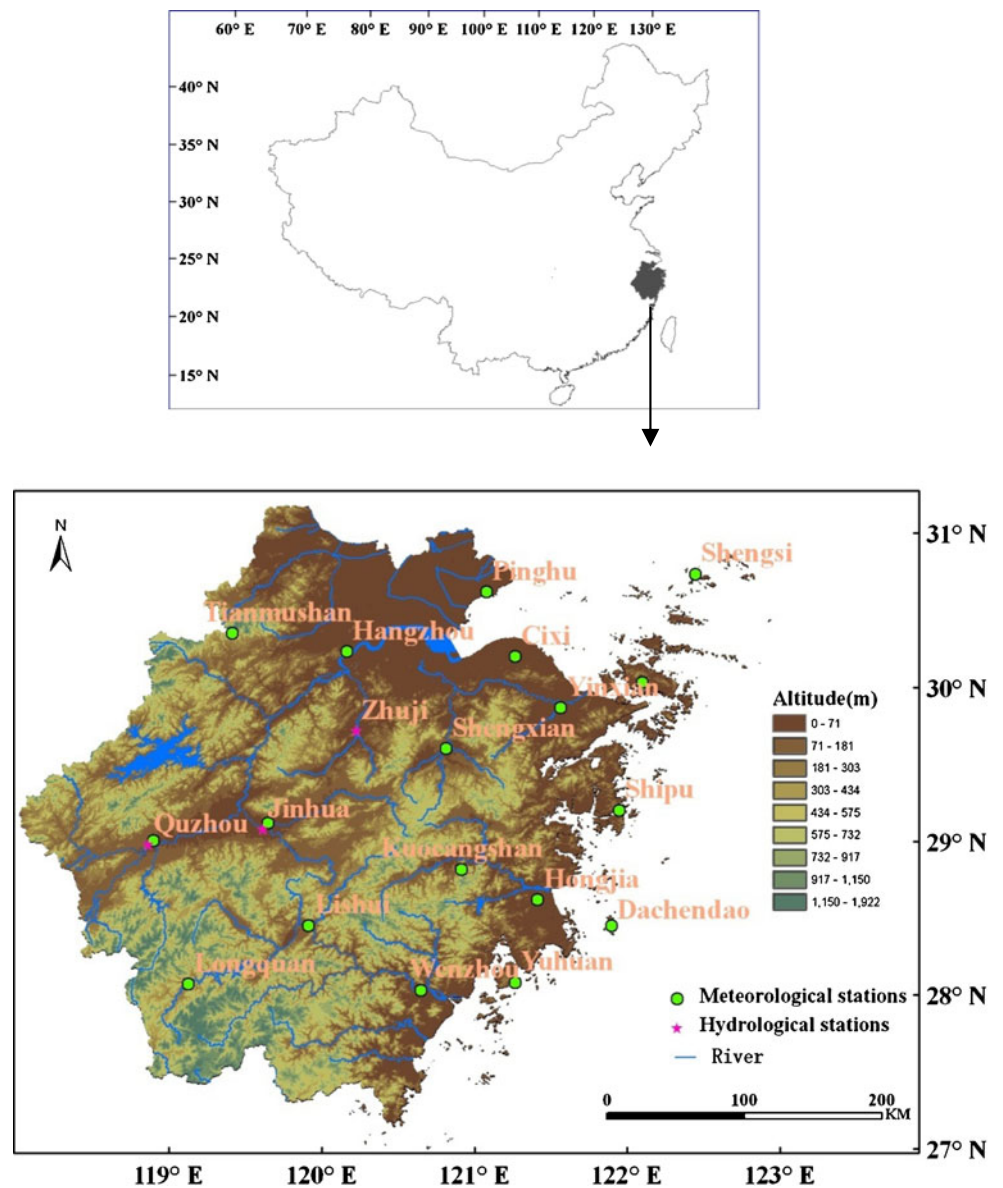 60° E 70° E 80° E 90° E 100° E 110° E 120° E 130° E
40° N
35° N
30° N
25° N
20° N
15° N
N
31° N
Shengsi
Pinghu
Tianmushan
Hangzhou
Cixi
30° N
Yinxian
Zhuji
Shengxian
Altitude(m)
0 - 71
71 - 181
181 - 303
303 - 434
434 - 575
575 - 732
732 - 917
917 - 1,150
1,150 - 1,922
Shipu
Jinhua
Quzhou
29° N
Kuocangshan
Hongjia
Lishui
Dachendao
Longquan
Wenzhou
Yuhuan
28° N
Meteorological stations
Hydrological stations
River
0 100 200
KM
27° N
119° E 120° E 121° E 122° E 123° E